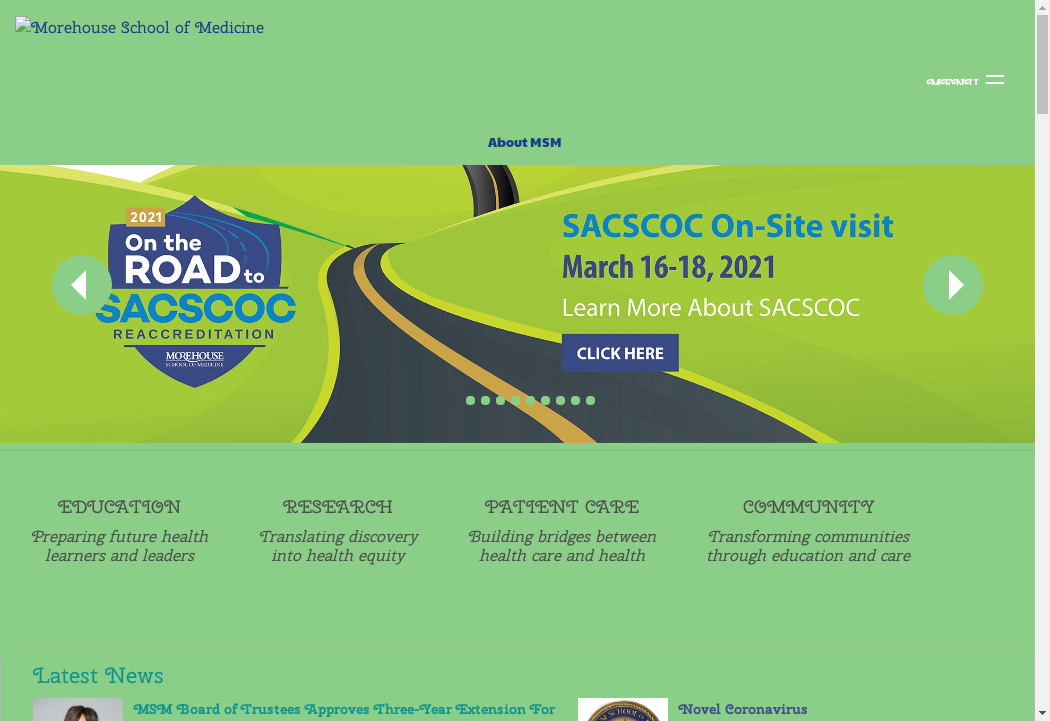 Morehouse School of Medicine
About MSM
2021
On the
ROAD to
SACSCOC
REACCREDITATION
MOREHOUSE
SCHOOL OF MEDICINE
SACSCOC On-Site visit
March 16-18, 2021
Learn More About SACSCOC
CLICK HERE
EDUCATION
Preparing future health
learners and leaders
RESEARCH
Translating discovery
into health equity
PATIENT CARE
Building bridges between
health care and health
COMMUNITY
Transforming communities
through education and care
Latest News
MSM Board of Trustees Approves Three-Year Extension For
Novel Coronavirus